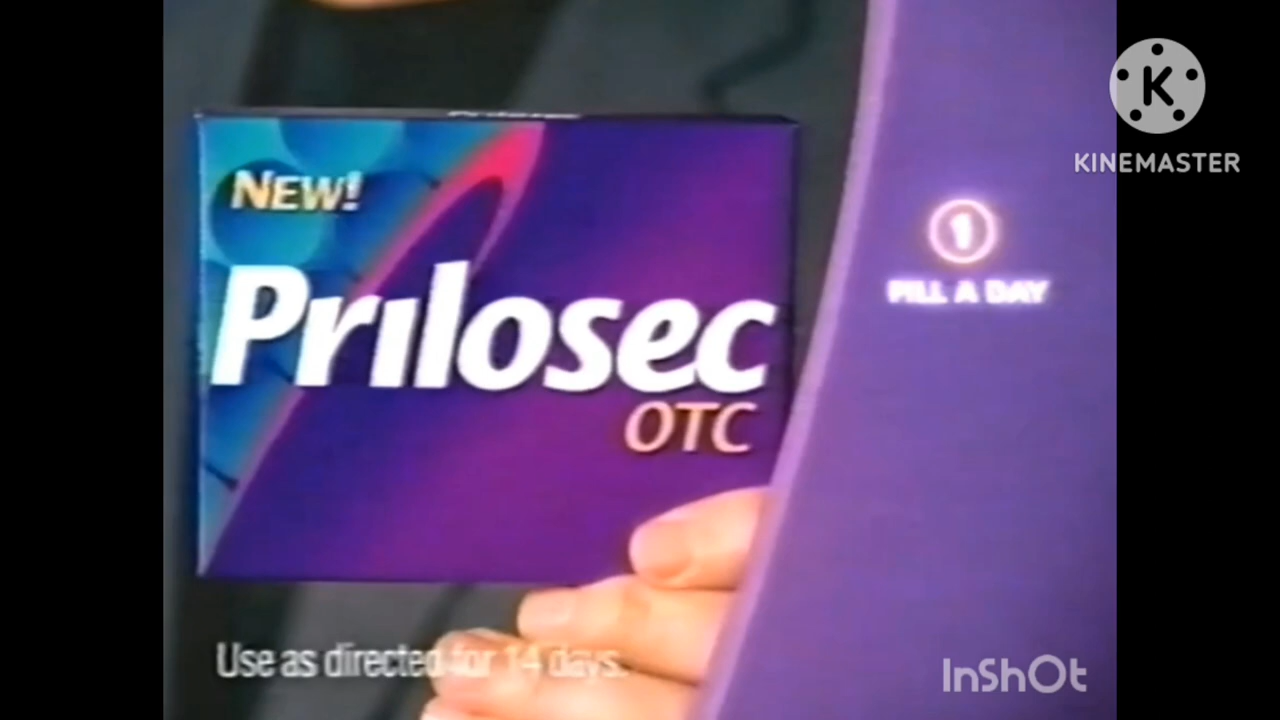 NEW!
Prilosec
OTC
1
PILL A DAY
Use as directed for 14 days.
KINEMASTER
InShOt